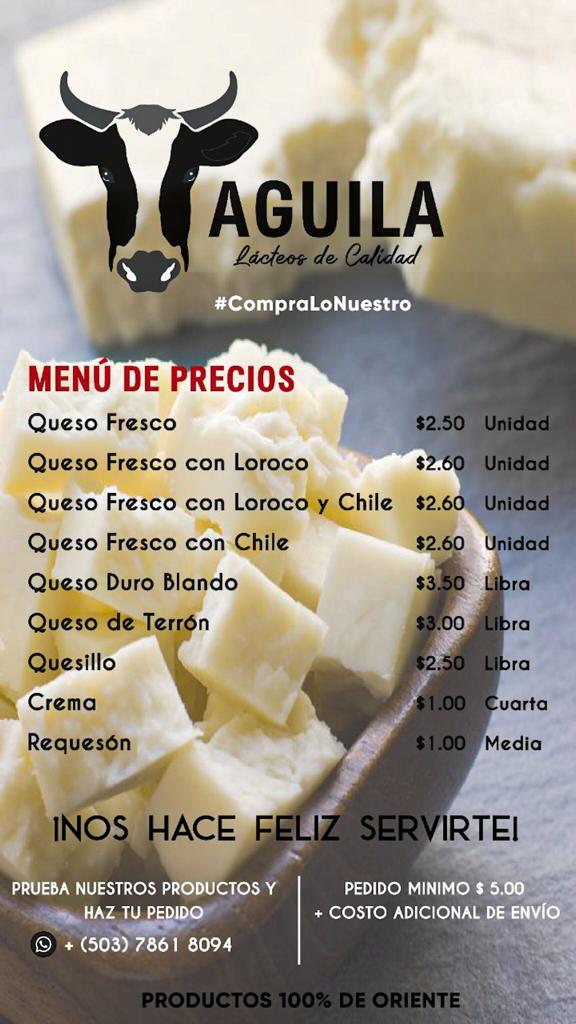 AGUILA
Lácteos de Calidad
#CompraLoNuestro
MENÚ DE PRECIOS
Queso Fresco $2.50 Unidad
Queso Fresco con Loroco $2.60 Unidad
Queso Fresco con Loroco y Chile $2.60 Unidad
Queso Fresco con Chile $2.60 Unidad
Queso Duro Blando $3.50 Libra
Queso de Terrón $3.00 Libra
Quesillo $2.50 Libra
Crema $1.00 Cuarta
Requesón $1.00 Media
¡NOS HACE FELIZ SERVIRTE!
PRUEBA NUESTROS PRODUCTOS Y
HAZ TU PEDIDO
+ (503) 7861 8094
PEDIDO MINIMO $ 5.00
+ COSTO ADICIONAL DE ENVÍO
PRODUCTOS 100% DE ORIENTE